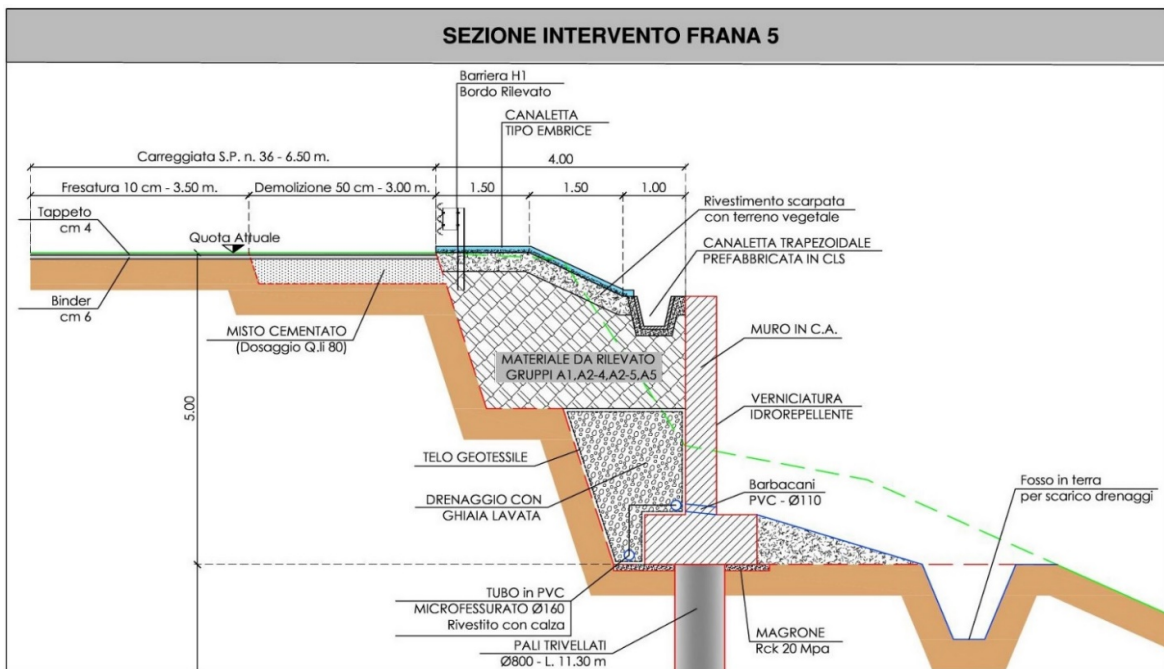 SEZIONE INTERVENTO FRANA 5
Barriera H1
Bordo Rilevato
CANALETTA
TIPO EMBRICE
Carreggiata S.P. n. 36 - 6.50 m.
4.00
Fresatura 10 cm - 3.50 m.
Demolizione 50 cm - 3.00 m.
1.50
1.50
1.00
Rivestimento scarpata
con terreno vegetale
Tappeto
cm 4
Quota Attuale
CANALETTA TRAPEZOIDALE
PREFABBRICATA IN CLS
Binder
cm 6
MISTO CEMENTATO
(Dosaggio Q.li 80)
MURO IN C.A.
MATERIALE DA RILEVATO
GRUPPI A1,A2-4,A2-5,A5
5.00
VERNICIATURA
IDROREPELLENTE
TELO GEOTESSILE
DRENAGGIO CON
GHIAIA LAVATA
Barbacani
PVC - Ø110
Fosso in terra
per scarico drenaggi
TUBO in PVC
MICROFESSURATO Ø160
Rivestito con calza
PALI TRIVELLATI
Ø800 - L. 11.30 m
MAGRONE
Rck 20 Mpa